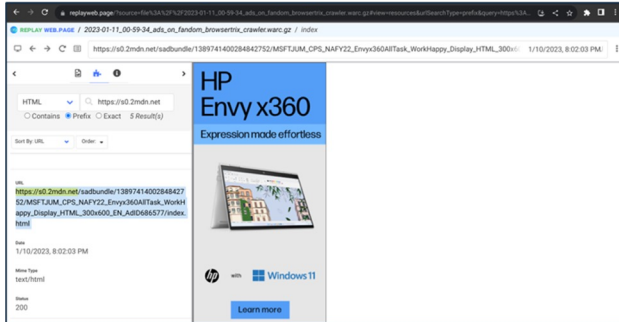 replayweb.page/?source=file%3A%2F%2F2023-01-11_00-59-34_ads_on_fandom_browsertrix_crawler.warc.gz#view=resources&urlSearchType=prefix&query=https%3A...
REPLAY WEB.PAGE / 2023-01-11_00-59-34_ads_on_fandom_browsertrix_crawler.warc.gz / index
https://s0.2mdn.net/sadbundle/1389741400284842752/MSFTJUM_CPS_NAFY22_Envyx360AllTask_WorkHappy_Display_HTML_300x6 1/10/2023, 8:02:03 PM
HTML
https://s0.2mdn.net
Contains Prefix Exact 5 Result(s)
Sort By: URL Order:
URL
https://s0.2mdn.net/sadbundle/13897414002848427
52/MSFTJUM_CPS_NAFY22_Envyx360AllTask_WorkH
appy_Display_HTML_300x600_EN_AdID686577/index.
html
Date
1/10/2023, 8:02:03 PM
Mime Type
text/html
Status
200
HP
Envy x360
Expression made effortless
hp with Windows 11
Learn more